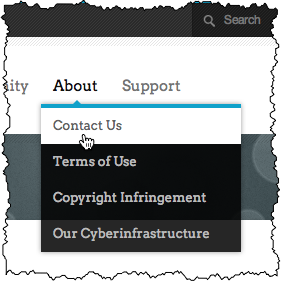 Search
About Support
Contact Us
Terms of Use
Copyright Infringement
Our Cyberinfrastructure